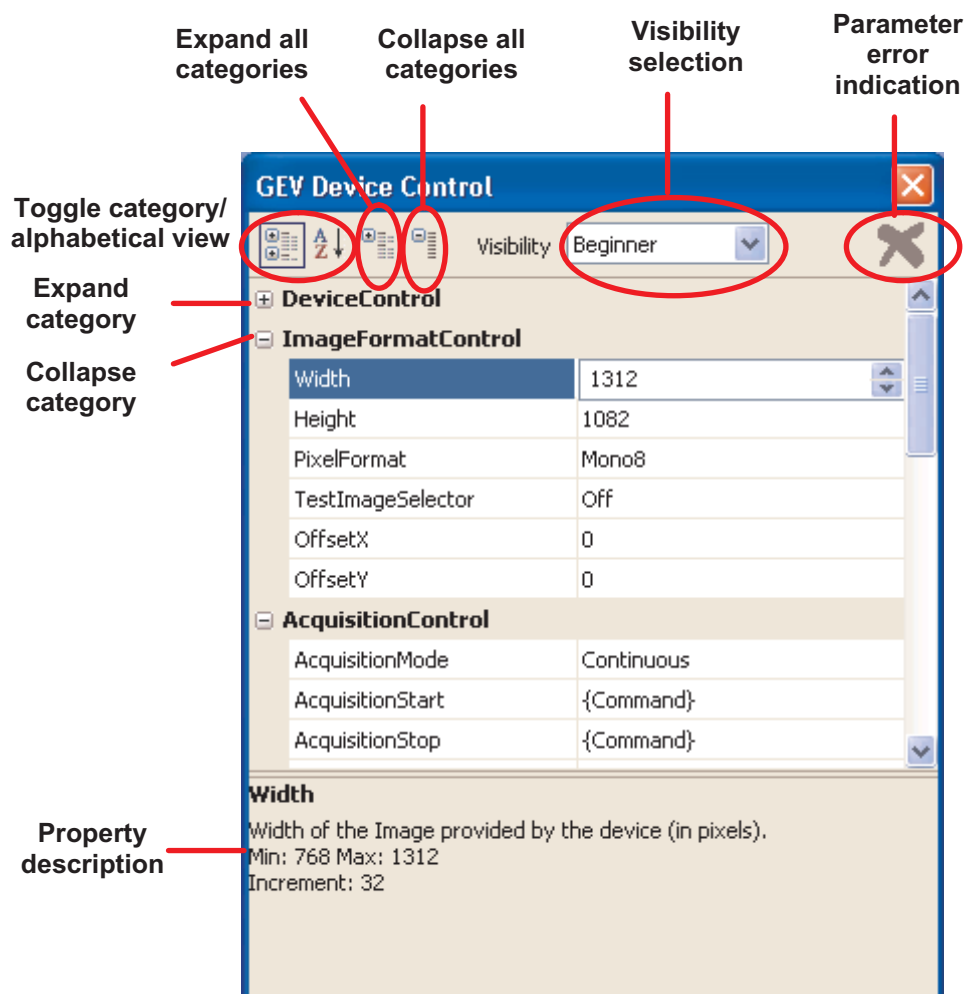 Expand all
categories
Collapse all
categories
Visibility
selection
Parameter
error
indication
GEV Device Control
Toggle category/
alphabetical view
Visibility
Beginner
Expand
category
DeviceControl
ImageFormatControl
Collapse
category
Width 1312
Height 1082
PixelFormat Mono8
TestImageSelector Off
OffsetX 0
OffsetY 0
AcquisitionControl
AcquisitionMode Continuous
AcquisitionStart {Command}
AcquisitionStop {Command}
Width
Width of the Image provided by the device (in pixels).
Min: 768 Max: 1312
Increment: 32
Property
description